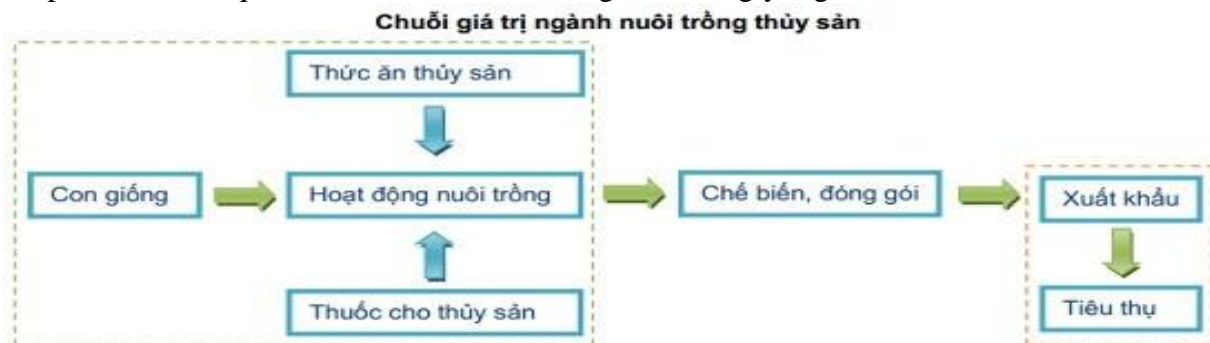 Chuỗi giá trị ngành nuôi trồng thủy sản
Thức ăn thủy sản
Con giống
Hoạt động nuôi trồng
Chế biến, đóng gói
Xuất khẩu
Thuốc cho thủy sản
Tiêu thụ